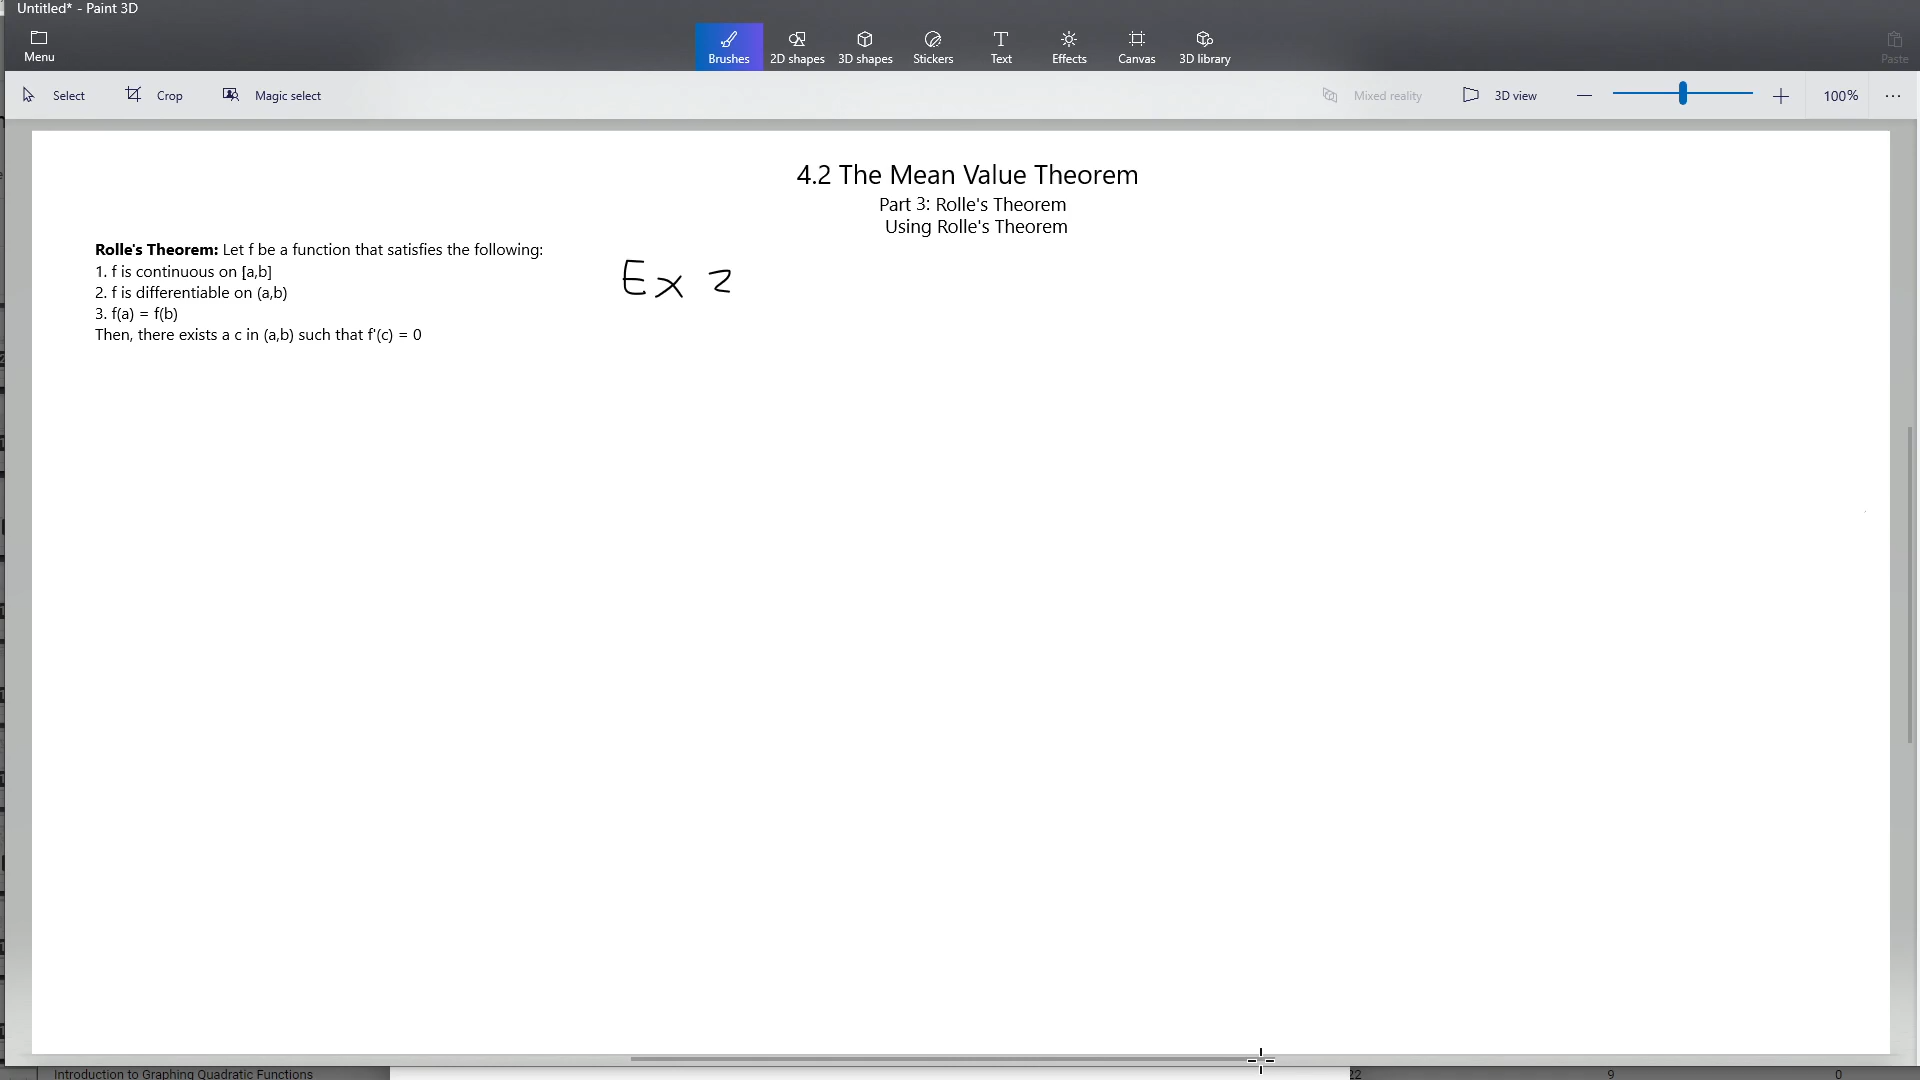 Untitled* - Paint 3D
Menu
Brushes
2D shapes
3D shapes
Stickers
Text
Effects
Canvas
3D library
Paste
Select
Crop
Magic select
Mixed reality
3D view
100%
4.2 The Mean Value Theorem
Part 3: Rolle's Theorem
Using Rolle's Theorem
Rolle's Theorem: Let f be a function that satisfies the following:
1. f is continuous on [a,b]
2. f is differentiable on (a,b)
3. f(a) = f(b)
Then, there exists a c in (a,b) such that f'(c) = 0
Ex 2
Introduction to Graphing Quadratic Functions
22
9
0